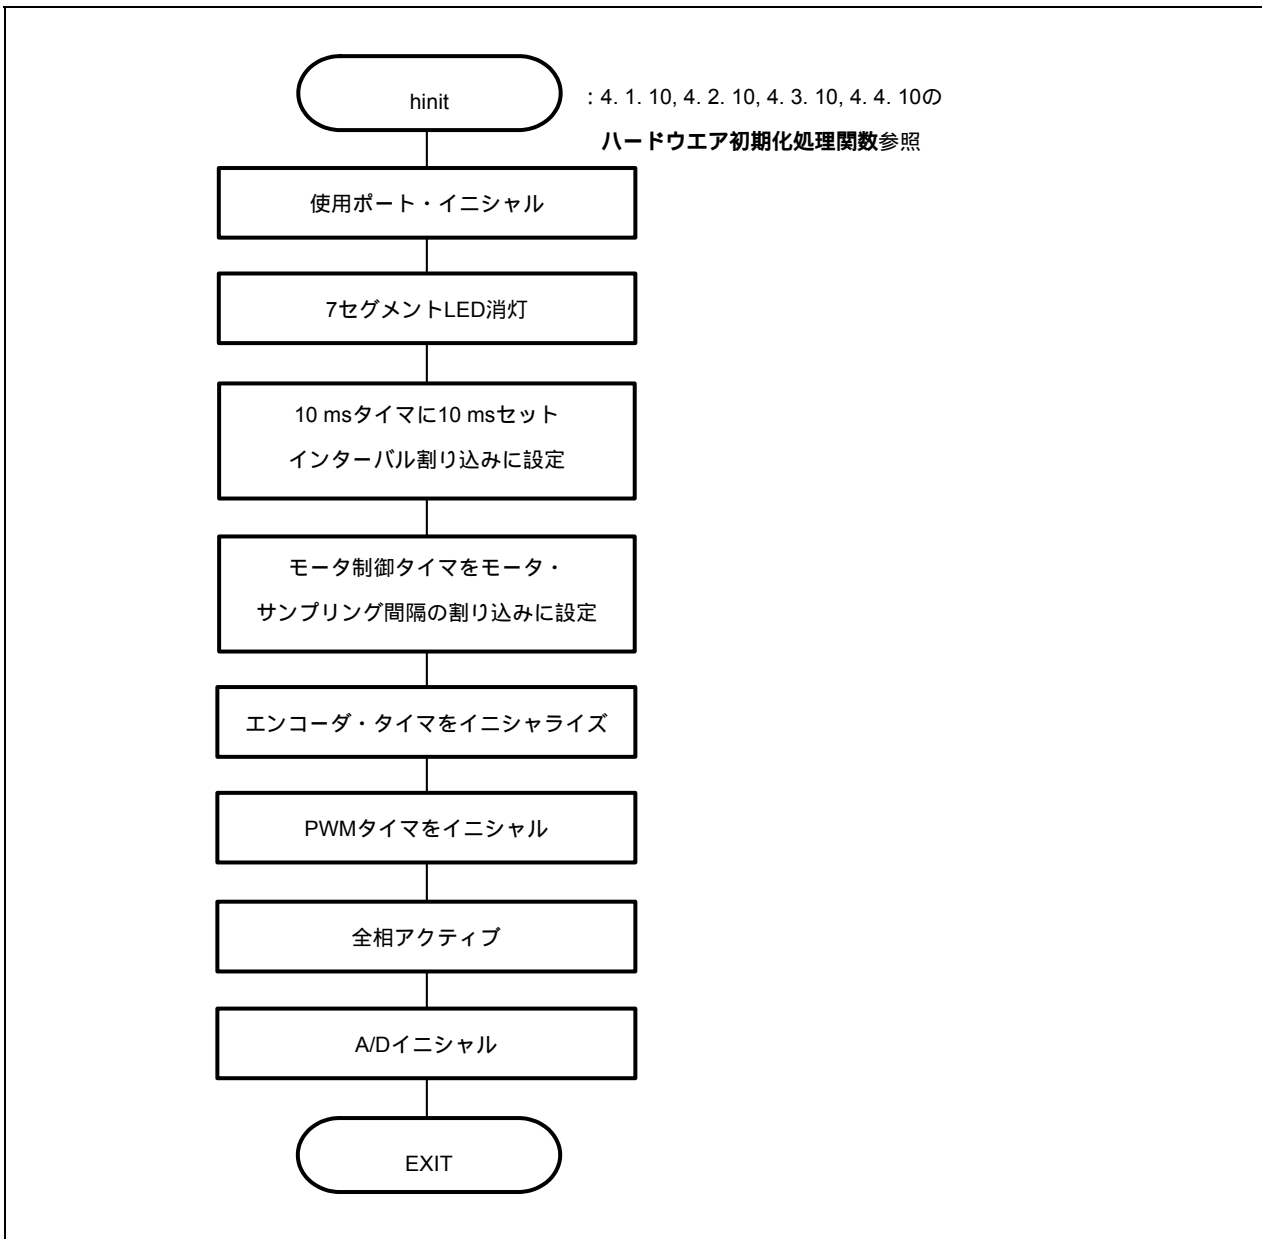 hinit
: 4. 1. 10, 4. 2. 10, 4. 3. 10, 4. 4. 10の
ハードウエア初期化処理関数参照
使用ポート・イニシャル
7セグメントLED消灯
10 msタイマに10 msセット
インターバル割り込みに設定
モータ制御タイマをモータ・
サンプリング間隔の割り込みに設定
エンコーダ・タイマをイニシャライズ
PWMタイマをイニシャル
全相アクティブ
A/Dイニシャル
EXIT